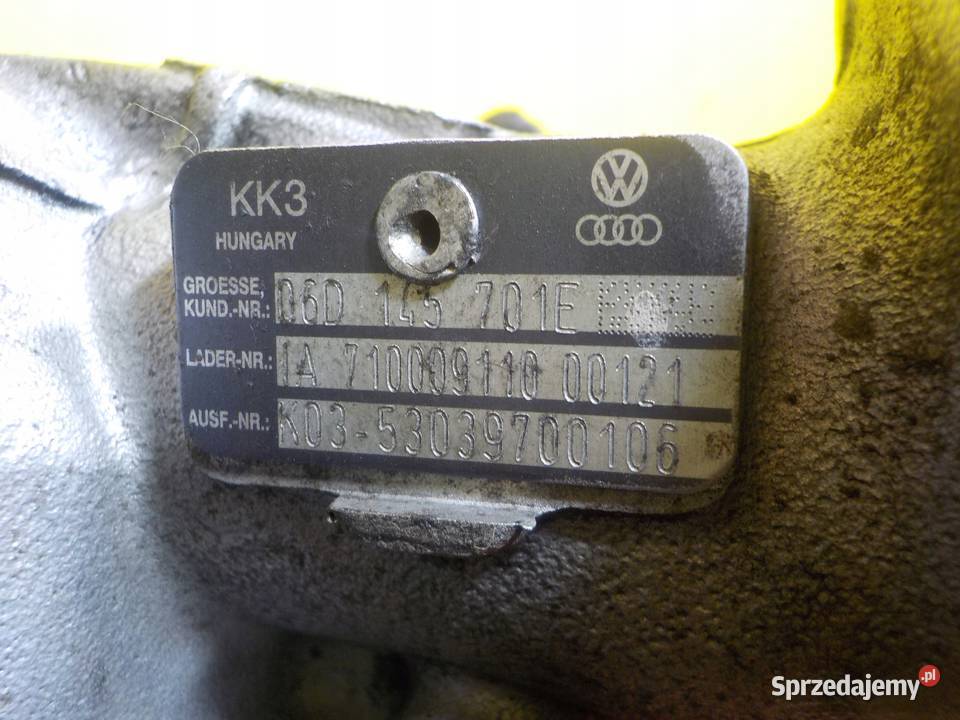 KK3
HUNGARY
GROESSE,
KUND.-NR.: 06D 145 701E
LADER-NR.: 1A 710009110 00121
AUSF.-NR.: K03-53039700106
Sprzedajemy.pl